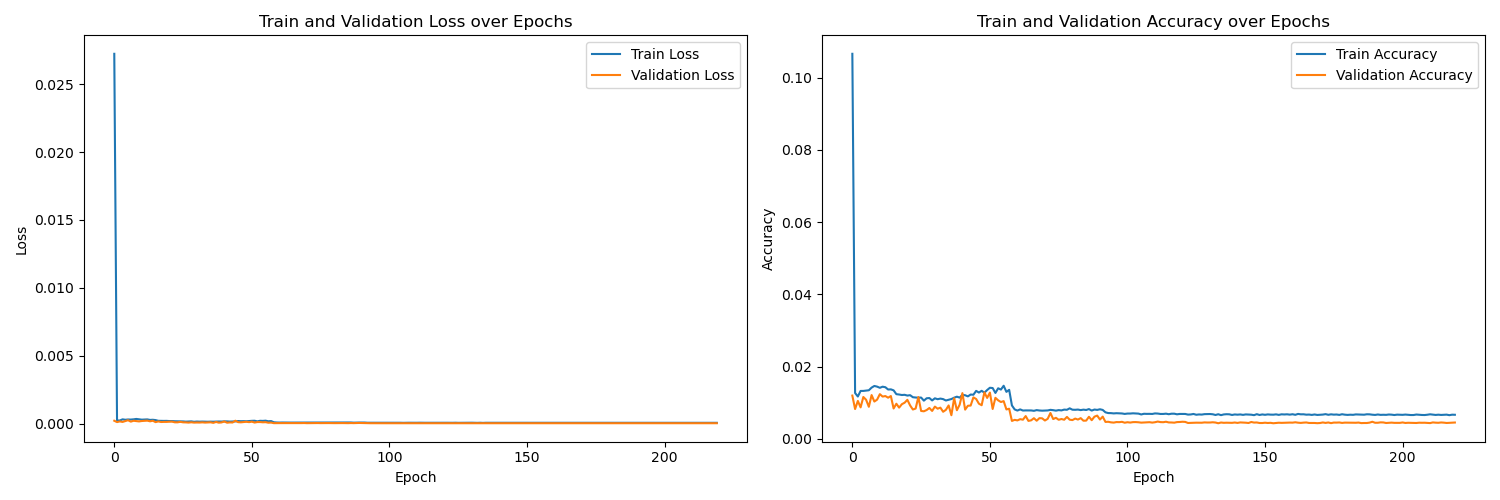 Train and Validation Loss over Epochs
Train Loss
Validation Loss
0.025
0.020
0.015
0.010
0.005
0.000
Loss
0
50
100
150
200
Epoch
Train and Validation Accuracy over Epochs
Train Accuracy
Validation Accuracy
0.10
0.08
0.06
0.04
0.02
0.00
Accuracy
0
50
100
150
200
Epoch